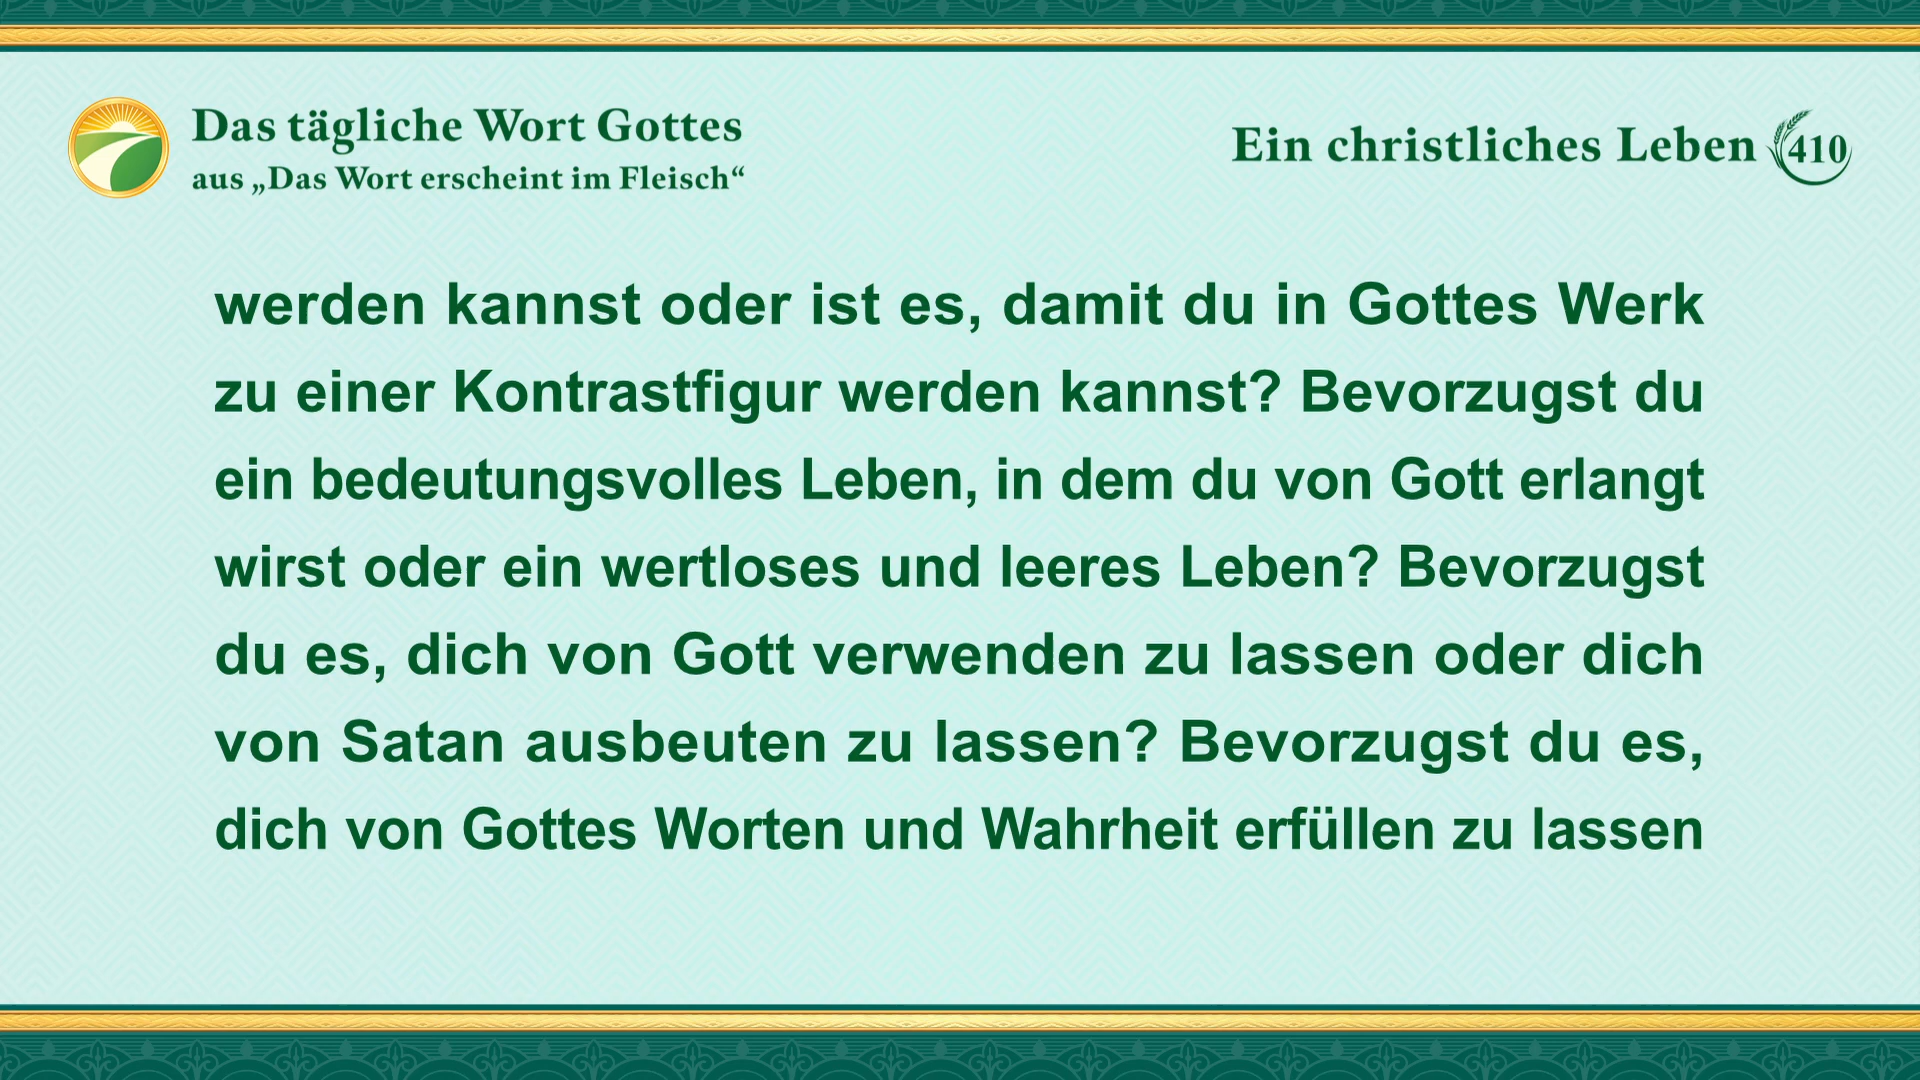 Das tägliche Wort Gottes
aus „Das Wort erscheint im Fleisch“
Ein christliches Leben 410
werden kannst oder ist es, damit du in Gottes Werk
zu einer Kontrastfigur werden kannst? Bevorzugst du
ein bedeutungsvolles Leben, in dem du von Gott erlangt
wirst oder ein wertloses und leeres Leben? Bevorzugst
du es, dich von Gott verwenden zu lassen oder dich
von Satan ausbeuten zu lassen? Bevorzugst du es,
dich von Gottes Worten und Wahrheit erfüllen zu lassen